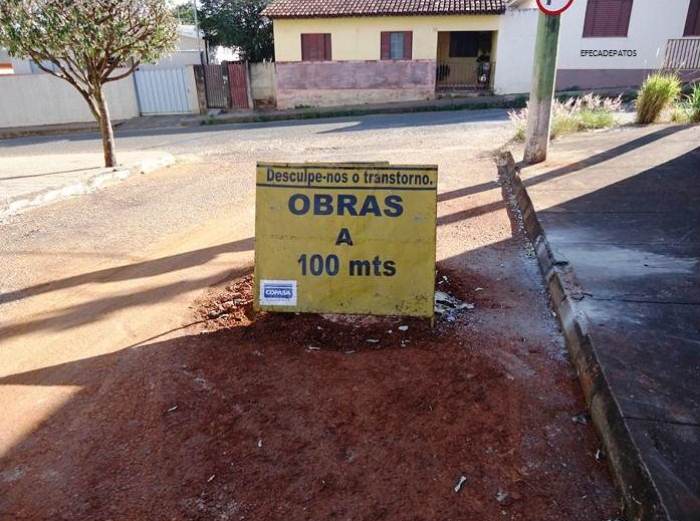 EFECADEPATOS
Desculpe-nos o transtorno.
OBRAS
A
100 mts
COPASA